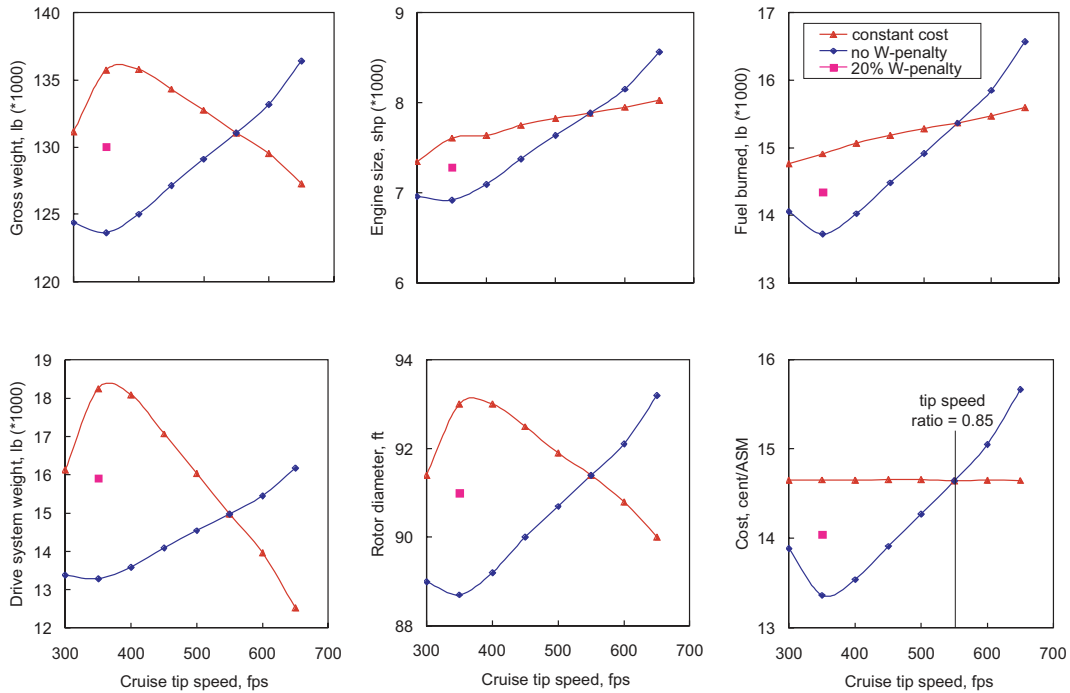 140
135
130
125
120
Gross weight, lb (*1000)
9
8
7
6
Engine size, shp (*1000)
17
16
15
14
13
Fuel burned, lb (*1000)
constant cost
no W-penalty
20% W-penalty
19
18
17
16
15
14
13
12
Drive system weight, lb (*1000)
300 400 500 600 700
Cruise tip speed, fps
94
92
90
88
Rotor diameter, ft
300 400 500 600 700
Cruise tip speed, fps
16
15
14
13
Cost, cent/ASM
tip speed
ratio = 0.85
300 400 500 600 700
Cruise tip speed, fps